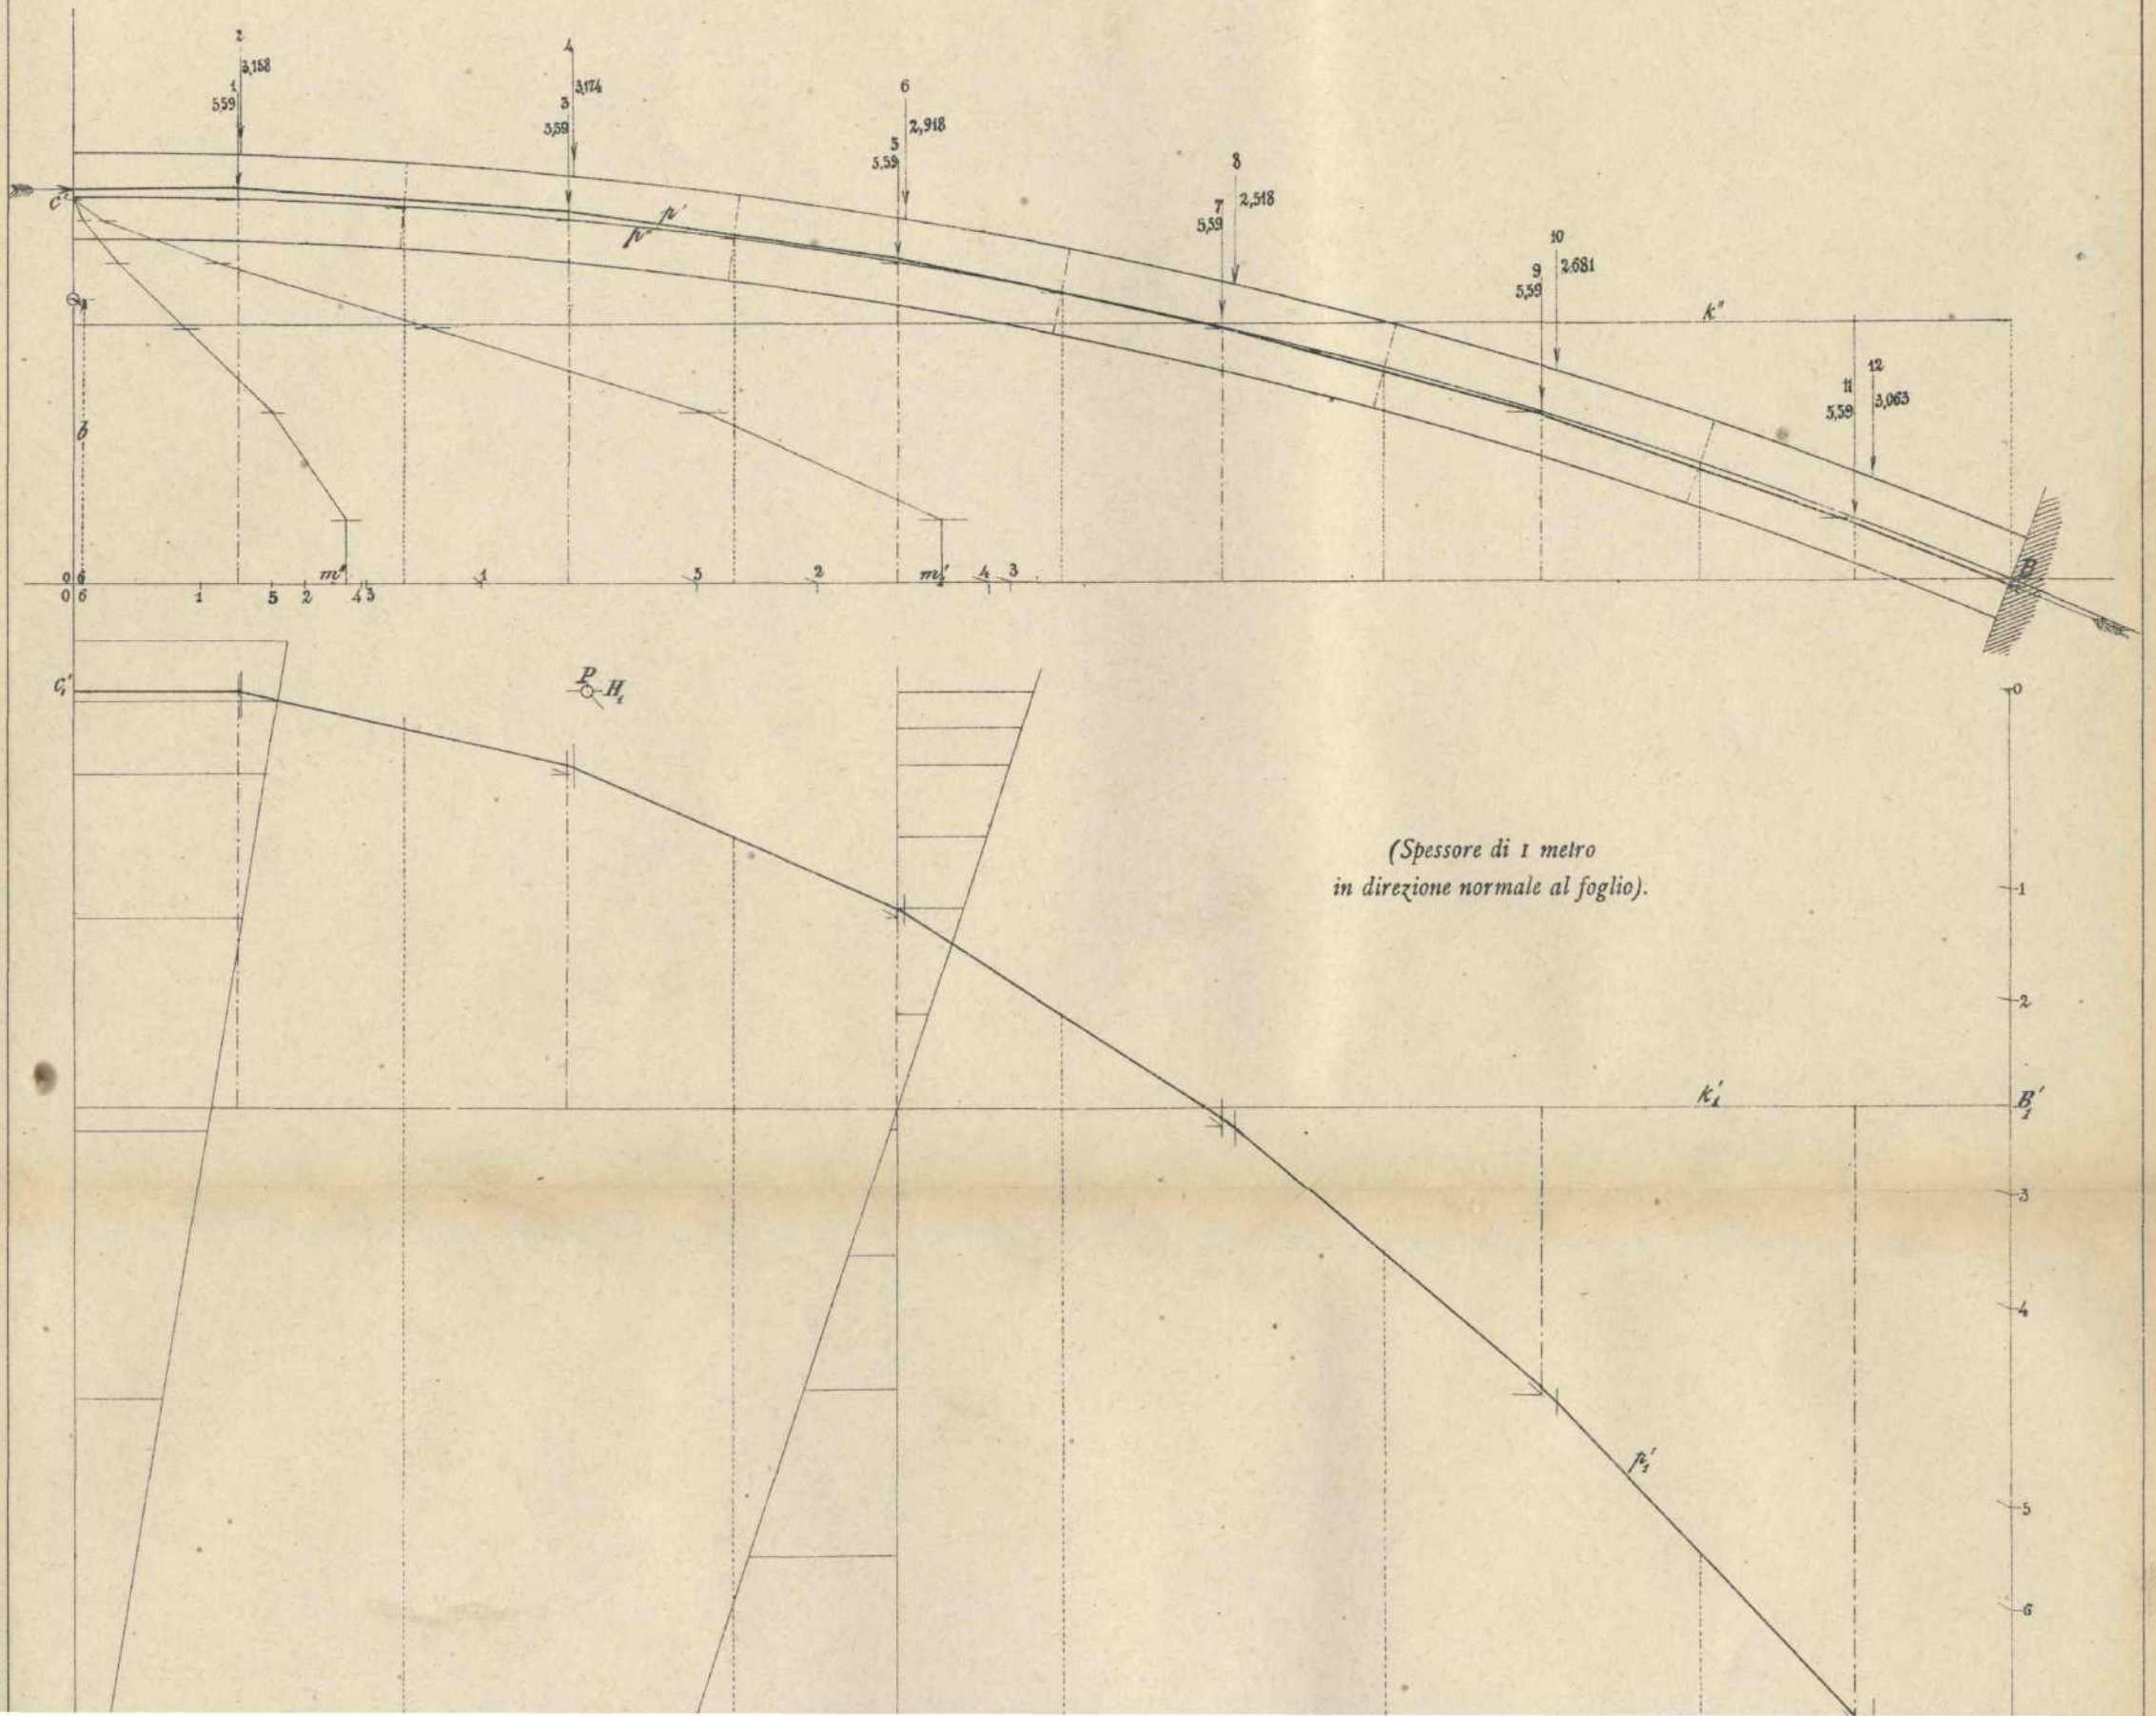 2
3,158
1
5,59
4
3,174
3
5,59
6
2,918
5
5,59
8
2,518
7
5,59
10
2,681
9
5,59
12
3,063
11
5,59
c'
p'
p
k"
b
B
0 6
1
5
2
4 3
m"
0 6
1
5
2
m'
4
3
C'₁
P
H₁
0
(Spessore di 1 metro
in direzione normale al foglio).
1
2
k'₁
B'₁
3
4
p'₁
5
6